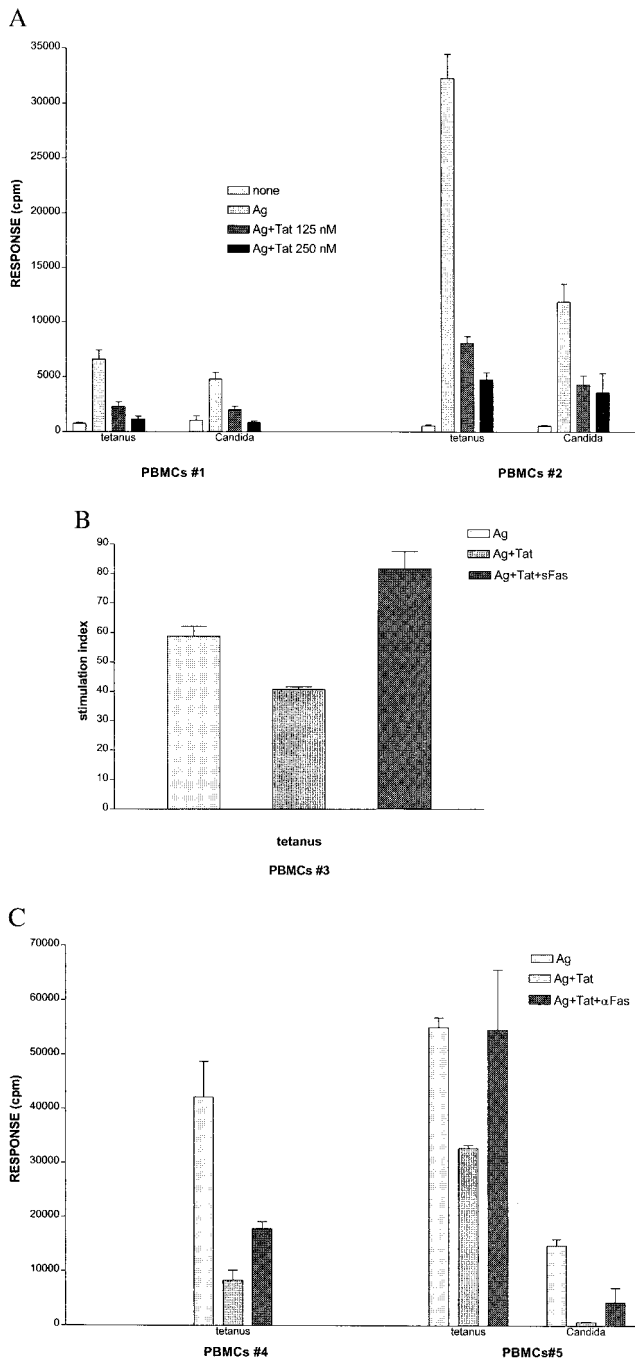 A
35000
30000
25000
20000
15000
10000
5000
0
RESPONSE (cpm)
none
Ag
Ag+Tat 125 nM
Ag+Tat 250 nM
tetanus
Candida
tetanus
Candida
PBMCs #1
PBMCs #2
B
90
80
70
60
50
40
30
20
10
0
stimulation index
Ag
Ag+Tat
Ag+Tat+sFas
tetanus
PBMCs #3
C
70000
60000
50000
40000
30000
20000
10000
0
RESPONSE (cpm)
Ag
Ag+Tat
Ag+Tat+αFas
tetanus
tetanus
Candida
PBMCs #4
PBMCs#5